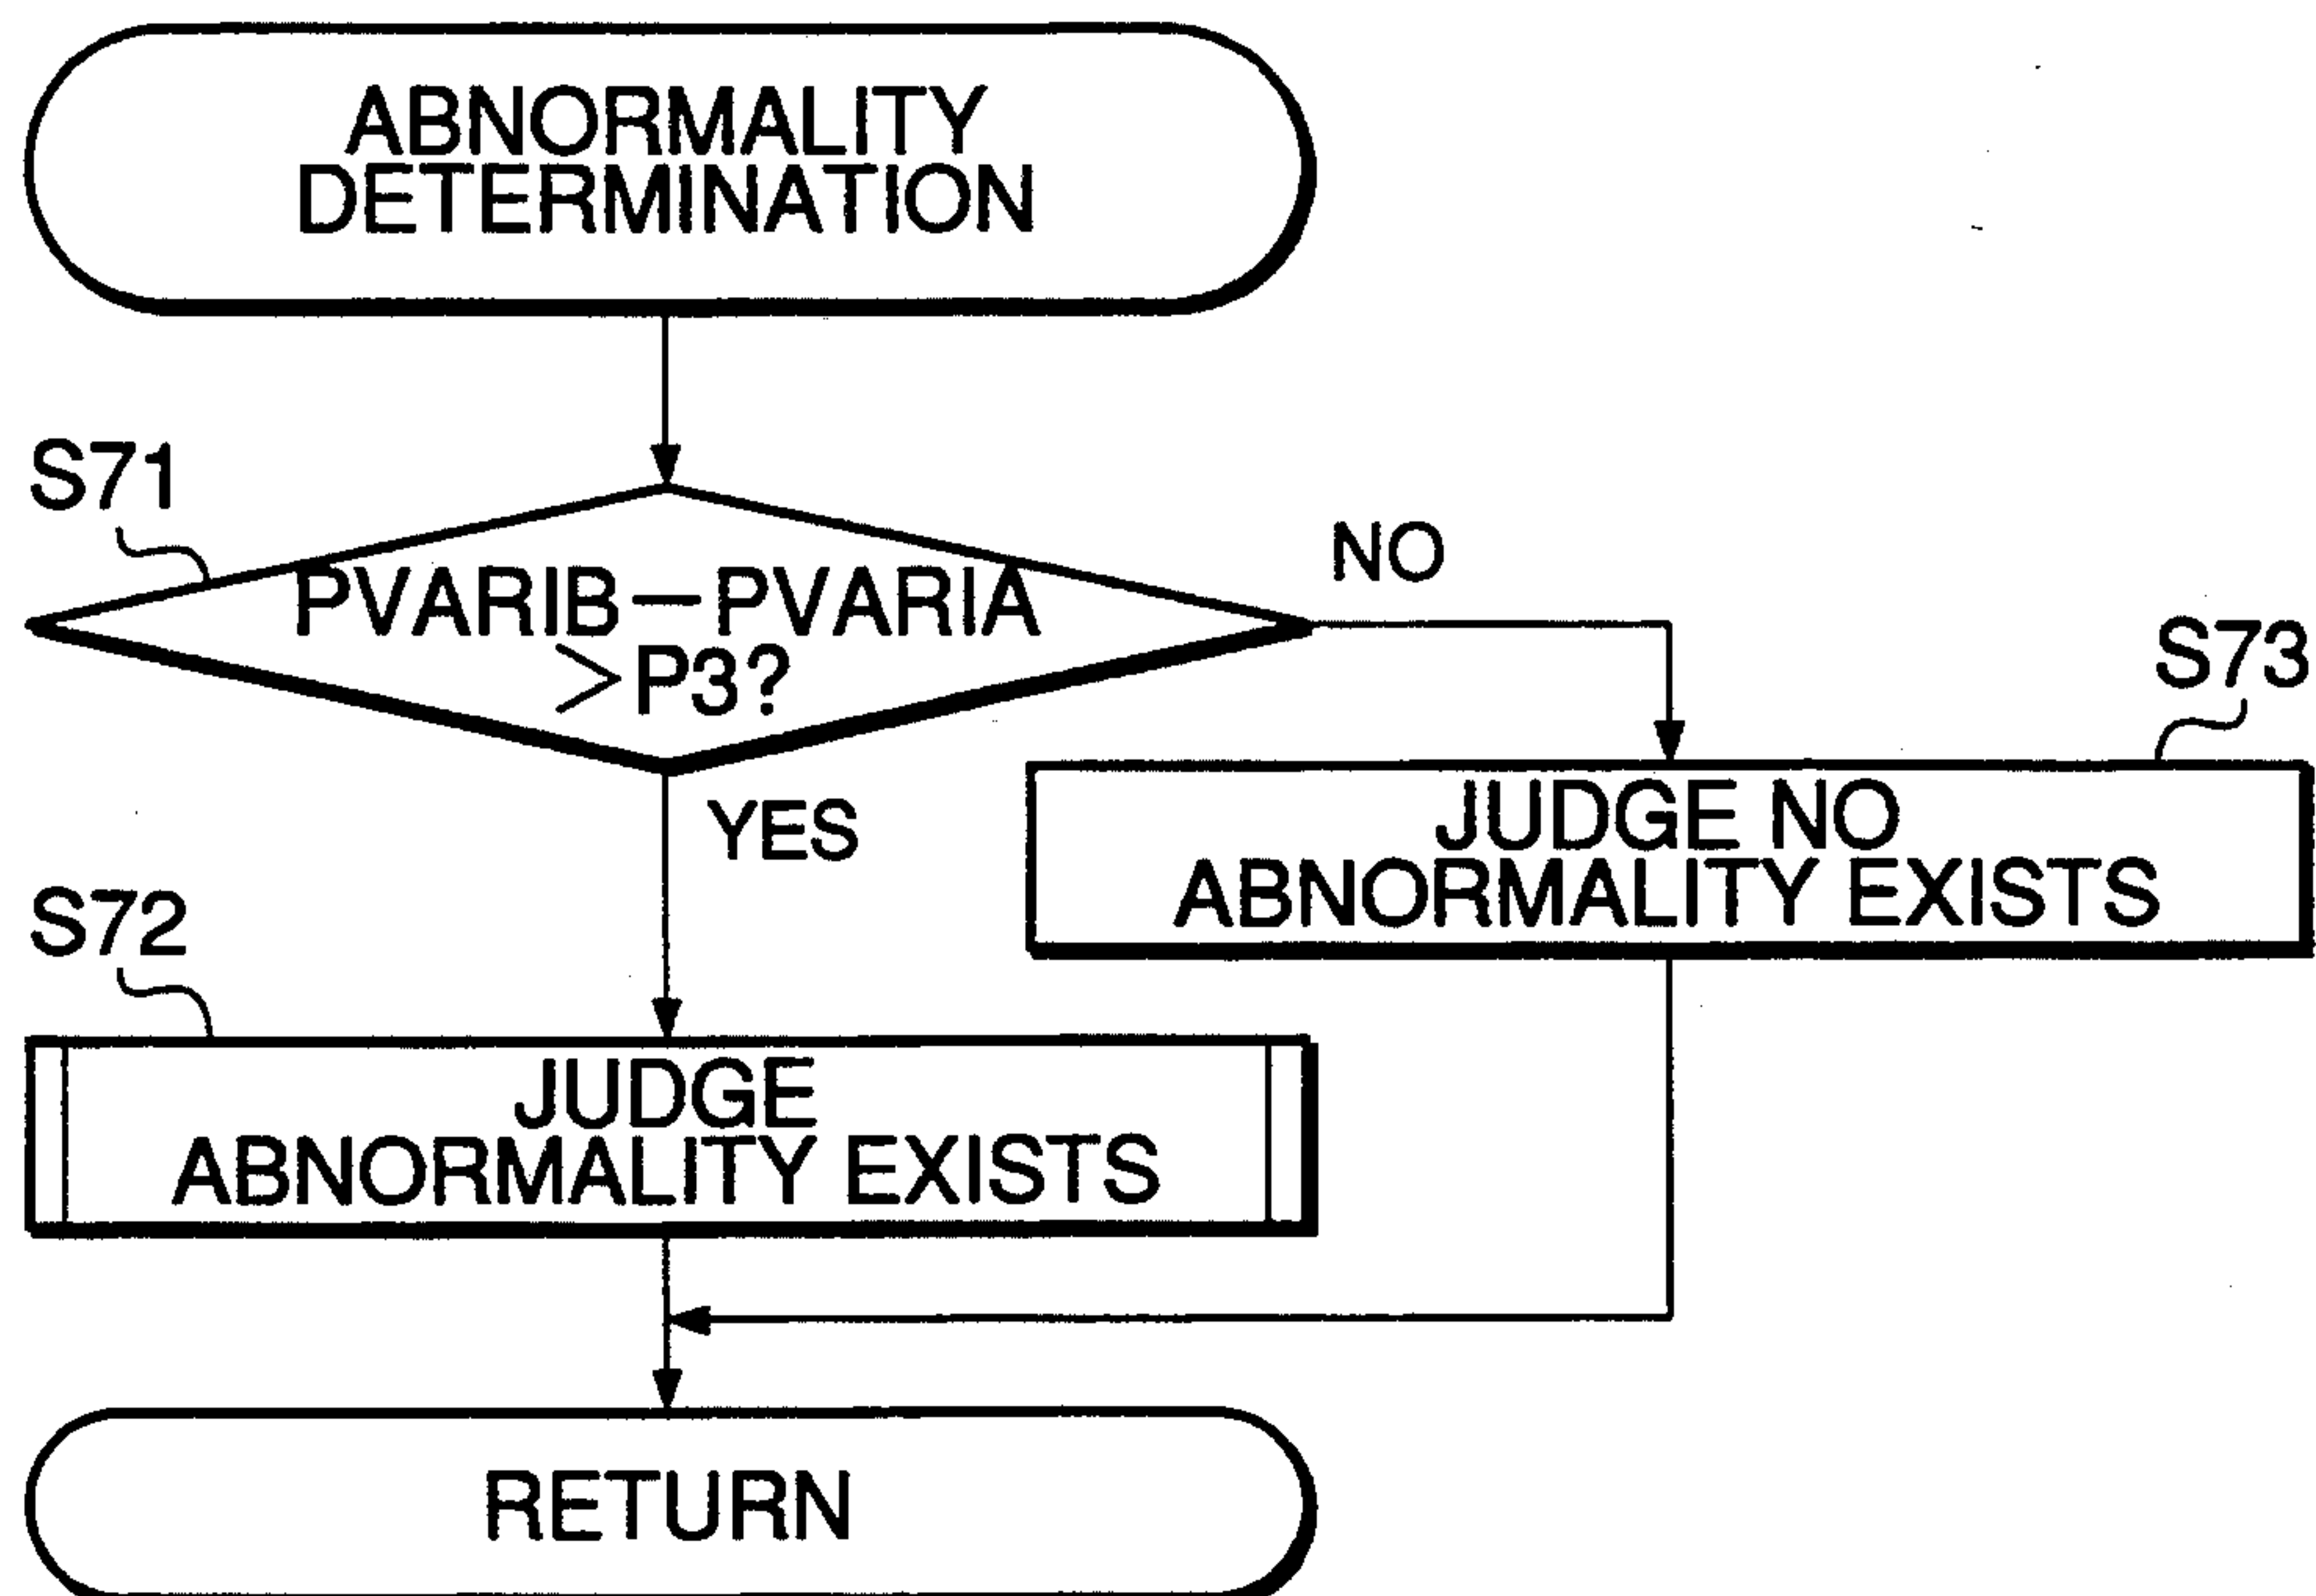 ABNORMALITY
DETERMINATION
S71
PVARIB−PVARIA
>P3?
NO
YES
S73
JUDGE NO
ABNORMALITY EXISTS
S72
JUDGE
ABNORMALITY EXISTS
RETURN